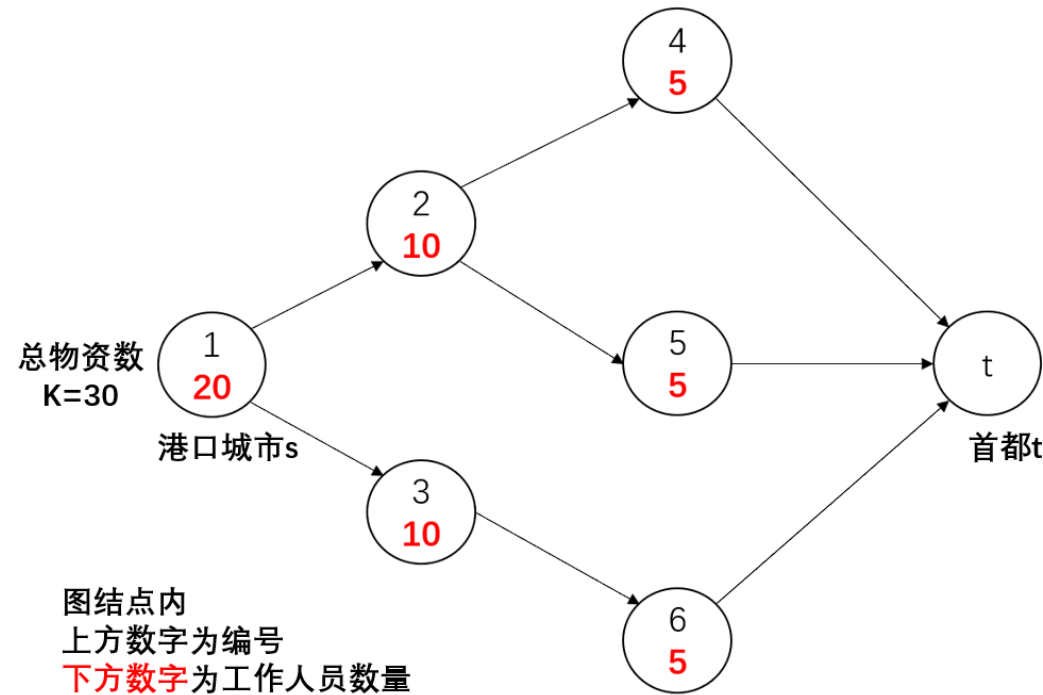 4
5
2
10
总物资数
K=30
1
20
港口城市s
5
5
t
首都t
3
10
6
5
图结点内
上方数字为编号
下方数字为工作人员数量